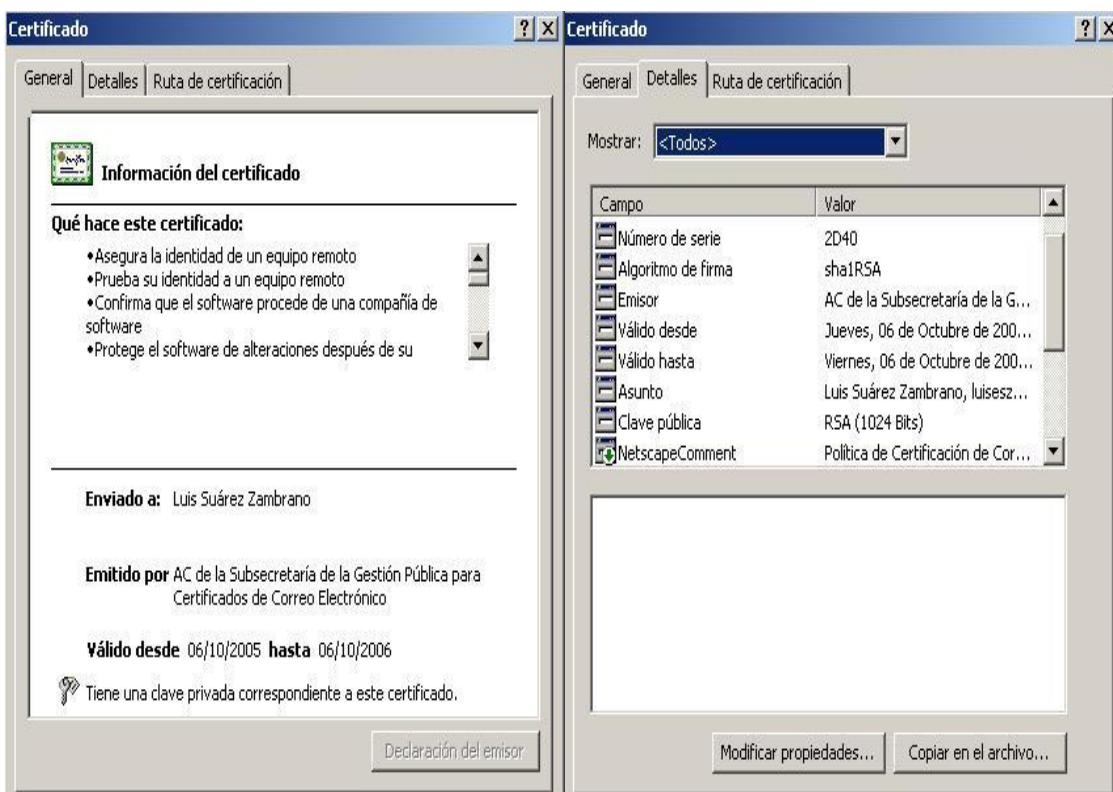 Certificado
General
Detalles
Ruta de certificación
Información del certificado
Qué hace este certificado:
•Asegura la identidad de un equipo remoto
•Prueba su identidad a un equipo remoto
•Confirma que el software procede de una compañía de
software
•Protege el software de alteraciones después de su
Enviado a: Luis Suárez Zambrano
Emitido por AC de la Subsecretaría de la Gestión Pública para
Certificados de Correo Electrónico
Válido desde 06/10/2005 hasta 06/10/2006
Tiene una clave privada correspondiente a este certificado.
Declaración del emisor
Certificado
General
Detalles
Ruta de certificación
Mostrar: <Todos>
Campo Valor
Número de serie 2D40
Algoritmo de firma sha1RSA
Emisor AC de la Subsecretaría de la G...
Válido desde Jueves, 06 de Octubre de 200...
Válido hasta Viernes, 06 de Octubre de 200...
Asunto Luis Suárez Zambrano, luisesz...
Clave pública RSA (1024 Bits)
NetscapeComment Política de Certificación de Cor...
Modificar propiedades...
Copiar en el archivo...